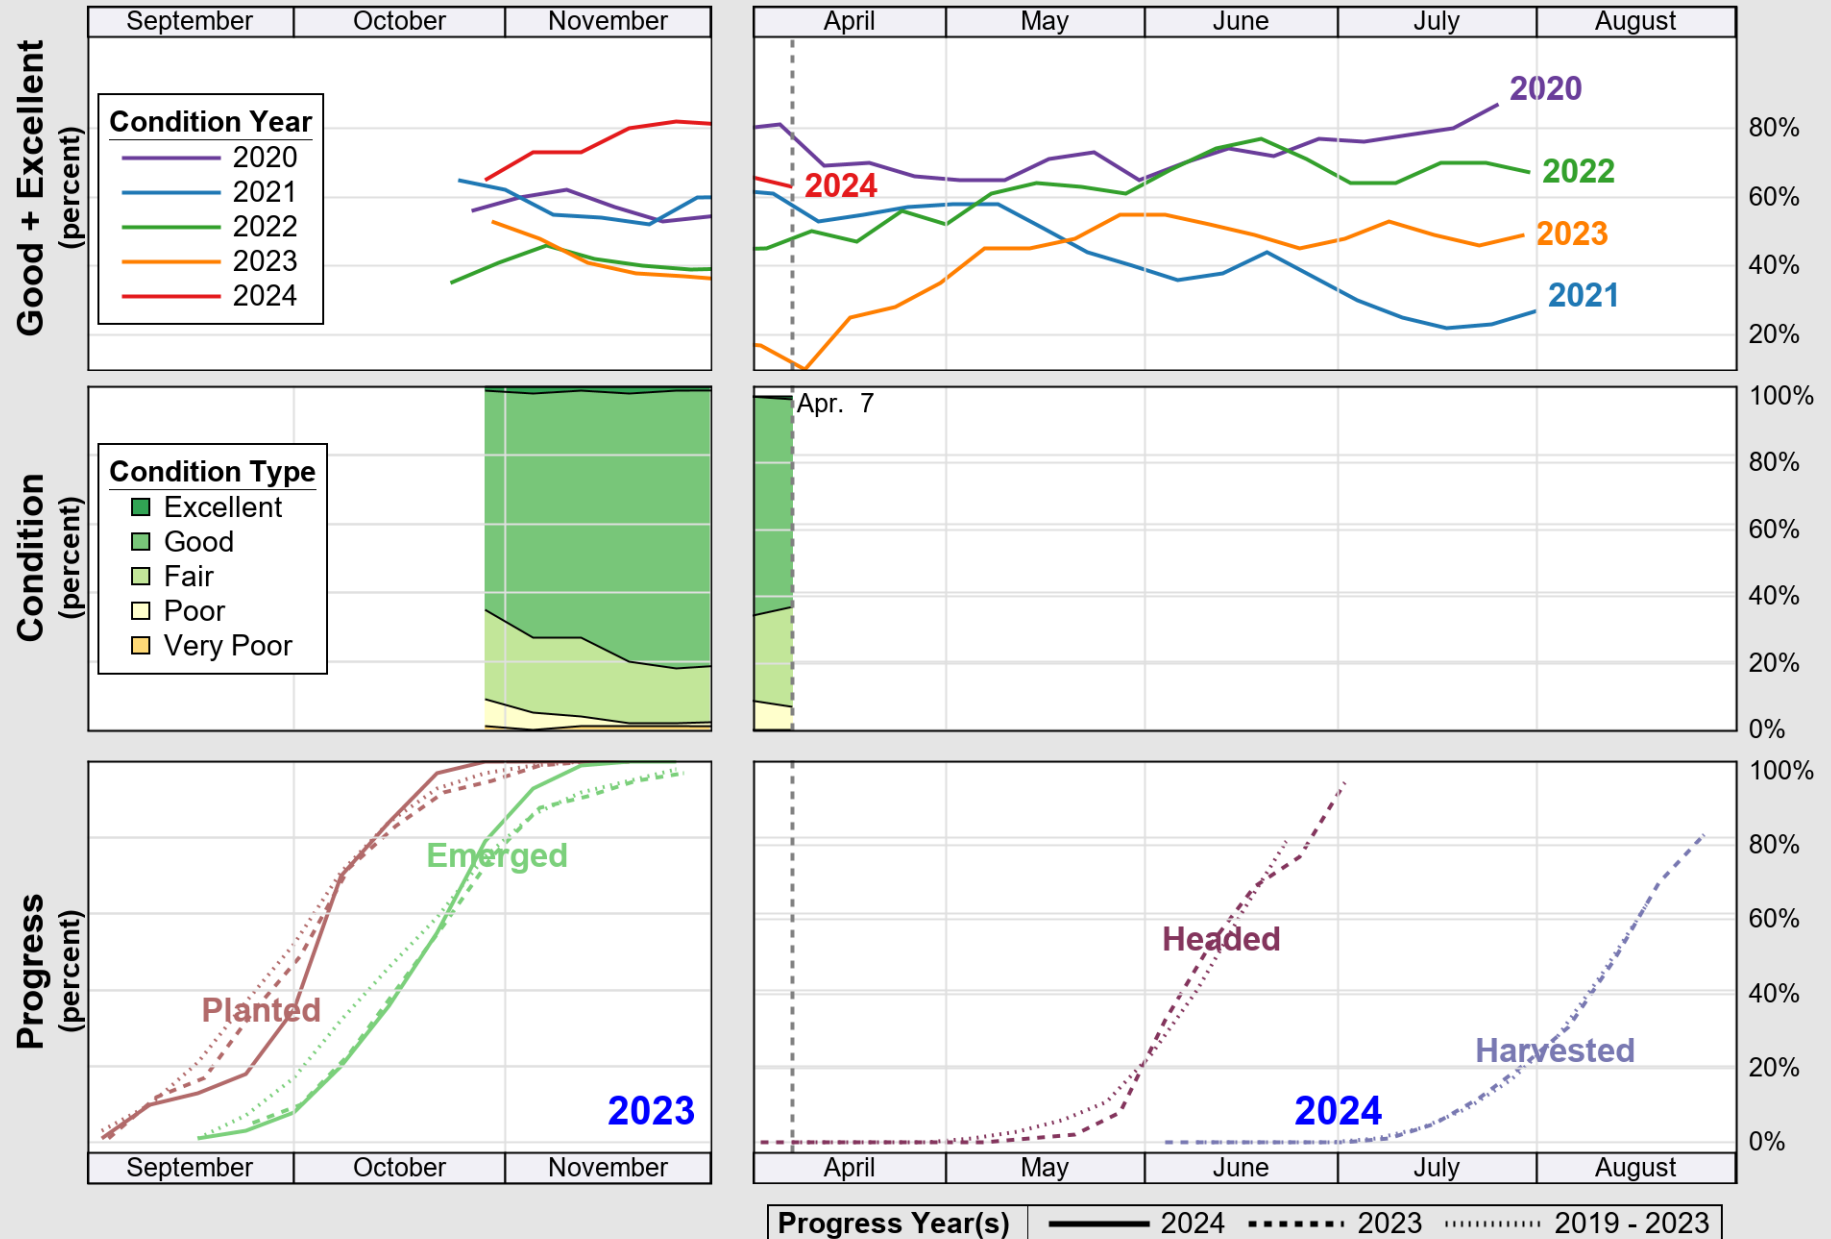 September October November April May June July August
Good + Excellent
(percent)
Condition Year
2020
2021
2022
2023
2024
2020
2024
2022
2023
2021
80%
60%
40%
20%
Condition
(percent)
Condition Type
Excellent
Good
Fair
Poor
Very Poor
Apr. 7
100%
80%
60%
40%
20%
0%
Progress
(percent)
Planted
Emerged
2023
Headed
Harvested
2024
100%
80%
60%
40%
20%
0%
September October November April May June July August
Progress Year(s) 2024 2023 2019 - 2023